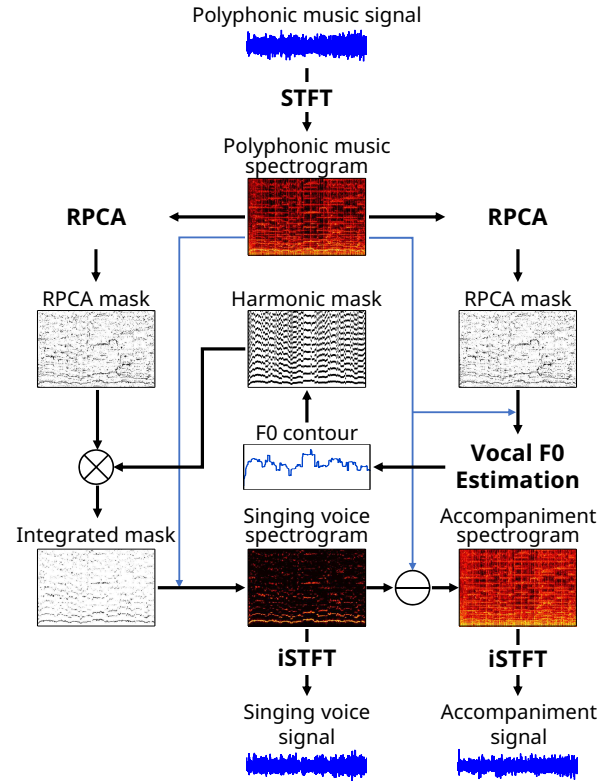 Polyphonic music signal
STFT
Polyphonic music
spectrogram
RPCA
RPCA
RPCA mask
Harmonic mask
RPCA mask
F0 contour
Vocal F0
Estimation
Integrated mask
Singing voice
spectrogram
Accompaniment
spectrogram
iSTFT
iSTFT
Singing voice
signal
Accompaniment
signal